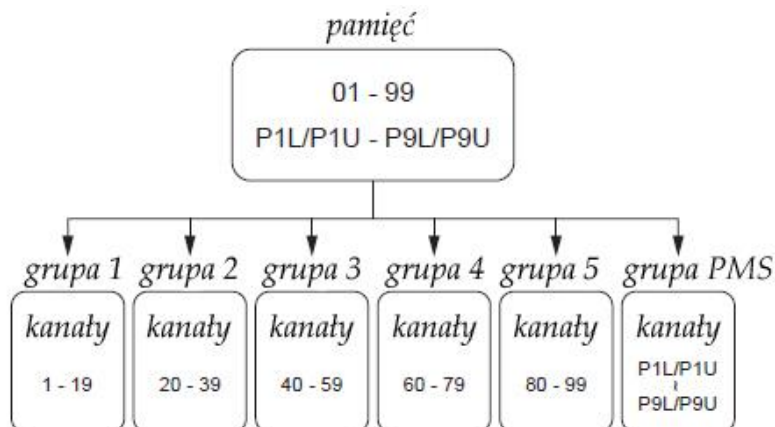 pamięć
01 - 99
P1L/P1U - P9L/P9U
grupa 1 grupa 2 grupa 3 grupa 4 grupa 5 grupa PMS
kanały kanały kanały kanały kanały kanały
1 - 19 20 - 39 40 - 59 60 - 79 80 - 99 P1L/P1U
~
P9L/P9U